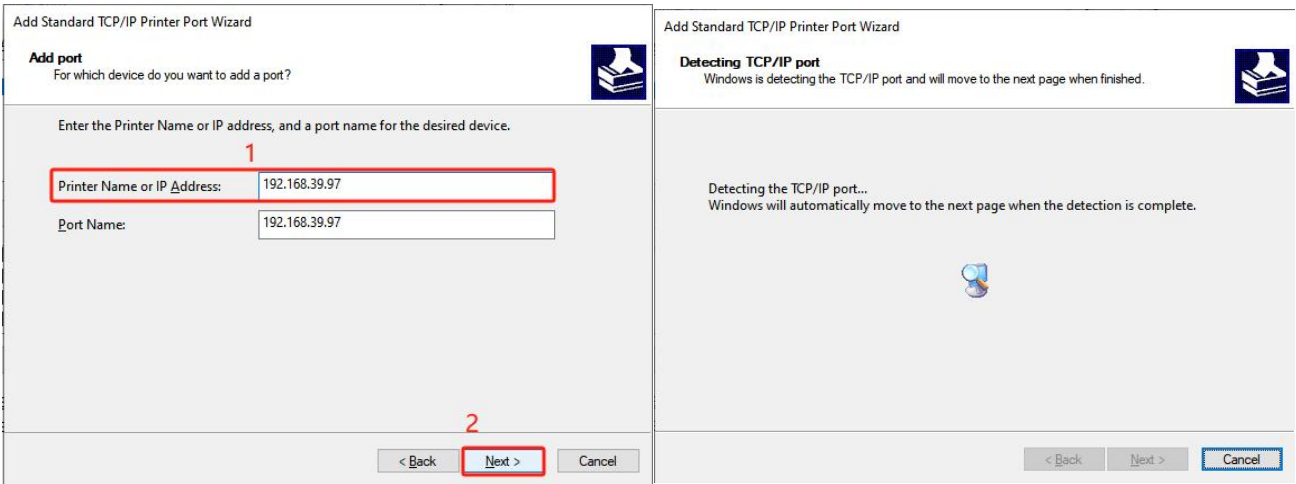 Add Standard TCP/IP Printer Port Wizard
Add port
For which device do you want to add a port?
Enter the Printer Name or IP address, and a port name for the desired device.
1
Printer Name or IP Address: 192.168.39.97
Port Name: 192.168.39.97
2
< Back Next > Cancel
Add Standard TCP/IP Printer Port Wizard
Detecting TCP/IP port
Windows is detecting the TCP/IP port and will move to the next page when finished.
Detecting the TCP/IP port...
Windows will automatically move to the next page when the detection is complete.
< Back Next > Cancel